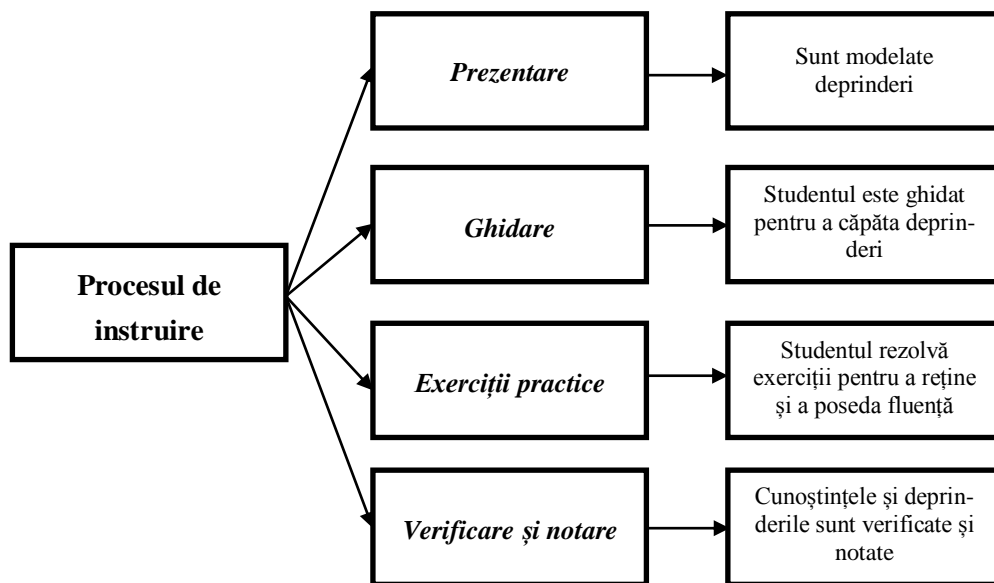 Prezentare
Sunt modelate
deprinderi
Ghidare
Studentul este ghidat
pentru a căpăta deprin-
deri
Procesul de
instruire
Exerciții practice
Studentul rezolvă
exerciții pentru a reține
și a poseda fluență
Verificare și notare
Cunoștințele și deprin-
derile sunt verificate și
notate